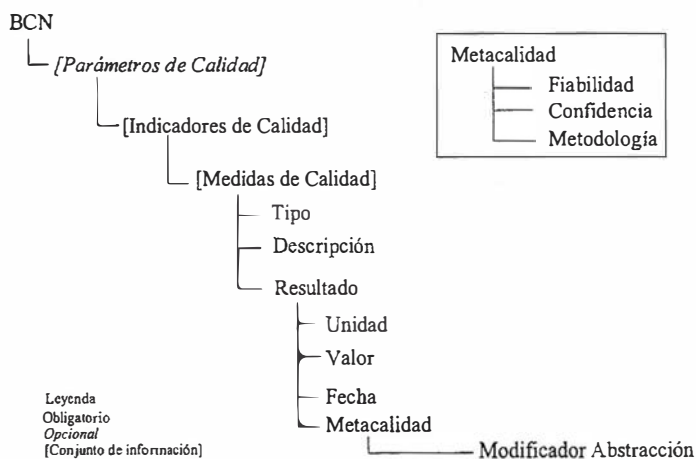 BCN
[Parámetros de Calidad]
[Indicadores de Calidad]
[Medidas de Calidad]
Tipo
Descripción
Resultado
Unidad
Valor
Fecha
Metacalidad
Modificador Abstracción
Metacalidad
Fiabilidad
Confidencia
Metodología
Leyenda
Obligatorio
Opcional
[Conjunto de información]